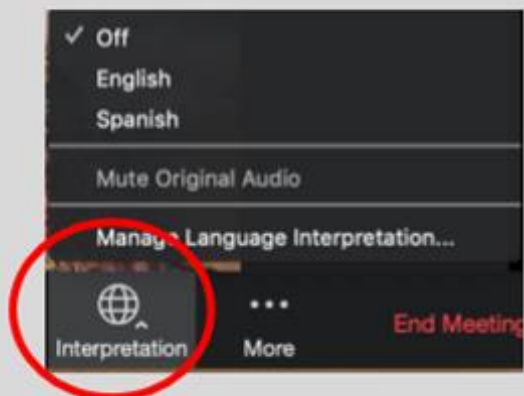 ✓ Off
English
Spanish
Mute Original Audio
Manage Language Interpretation...
Interpretation
More
End Meeting